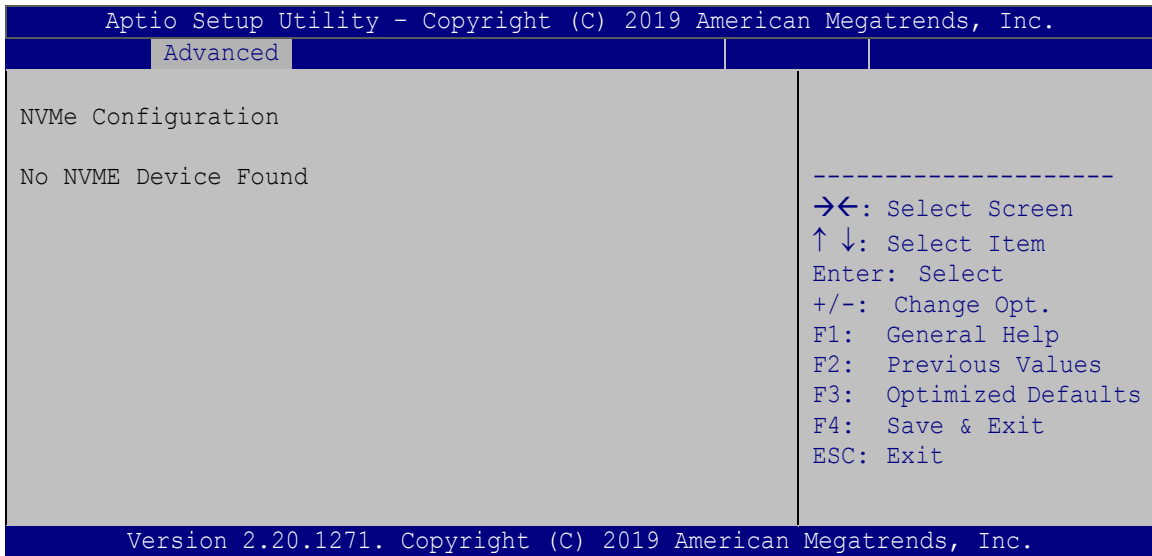 Aptio Setup Utility – Copyright (C) 2019 American Megatrends, Inc.
Advanced
NVMe Configuration
No NVME Device Found
---------------------
→←: Select Screen
↑ ↓: Select Item
Enter: Select
+/-: Change Opt.
F1: General Help
F2: Previous Values
F3: Optimized Defaults
F4: Save & Exit
ESC: Exit
Version 2.20.1271. Copyright (C) 2019 American Megatrends, Inc.